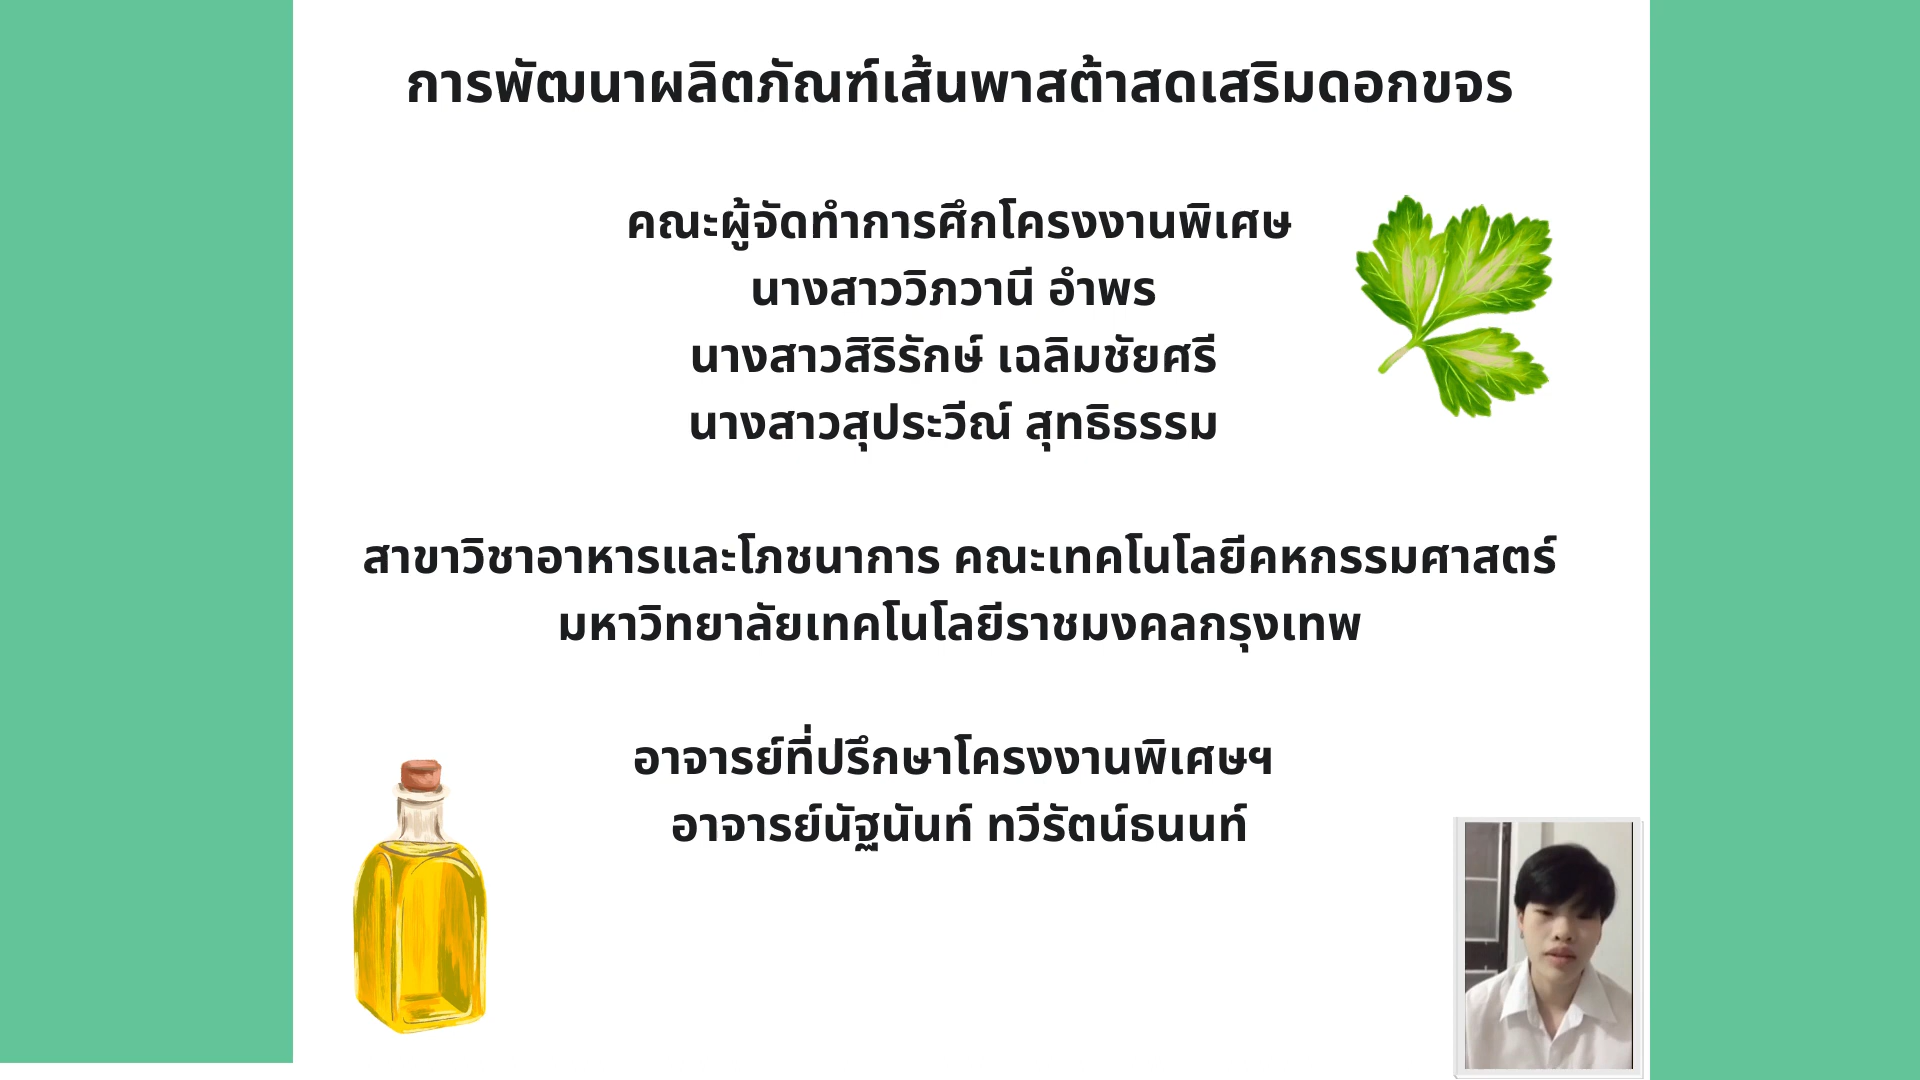 การพัฒนาผลิตภัณฑ์เส้นพาสต้าสดเสริมดอกขจร
คณะผู้จัดทำการศึกโครงงานพิเศษ
นางสาววิภวานี อำพร
นางสาวสิริรักษ์ เฉลิมชัยศรี
นางสาวสุประวีณ์ สุทธิธรรม
สาขาวิชาอาหารและโภชนาการ คณะเทคโนโลยีคหกรรมศาสตร์
มหาวิทยาลัยเทคโนโลยีราชมงคลกรุงเทพ
อาจารย์ที่ปรึกษาโครงงานพิเศษฯ
อาจารย์นัฐนันท์ ทวีรัตน์ธนนท์